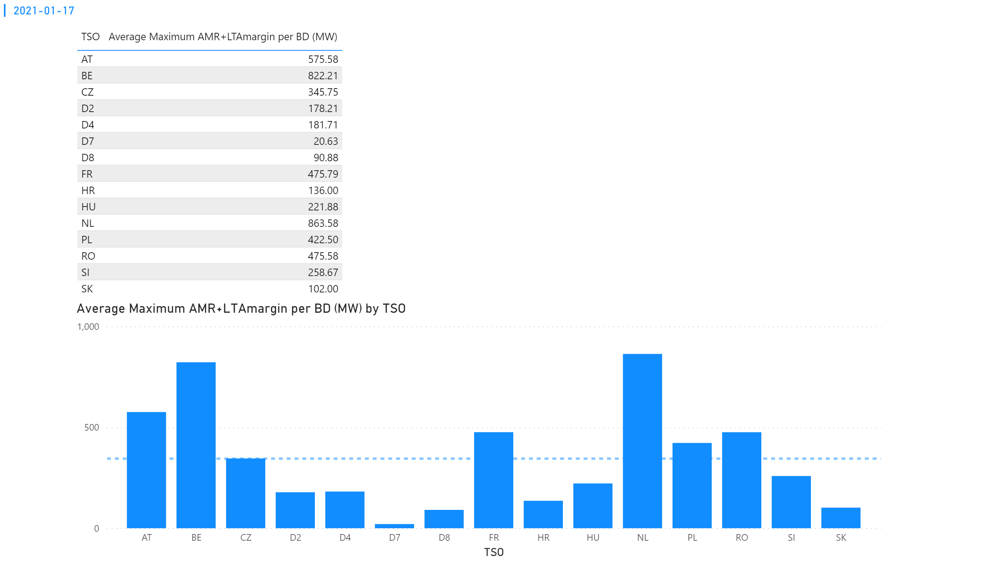 2021-01-17
TSO Average Maximum AMR+LTAmargin per BD (MW)
AT 575.58
BE 822.21
CZ 345.75
D2 178.21
D4 181.71
D7 20.63
D8 90.88
FR 475.79
HR 136.00
HU 221.88
NL 863.58
PL 422.50
RO 475.58
SI 258.67
SK 102.00
Average Maximum AMR+LTAmargin per BD (MW) by TSO
1,000
500
0
AT BE CZ D2 D4 D7 D8 FR HR HU NL PL RO SI SK
TSO